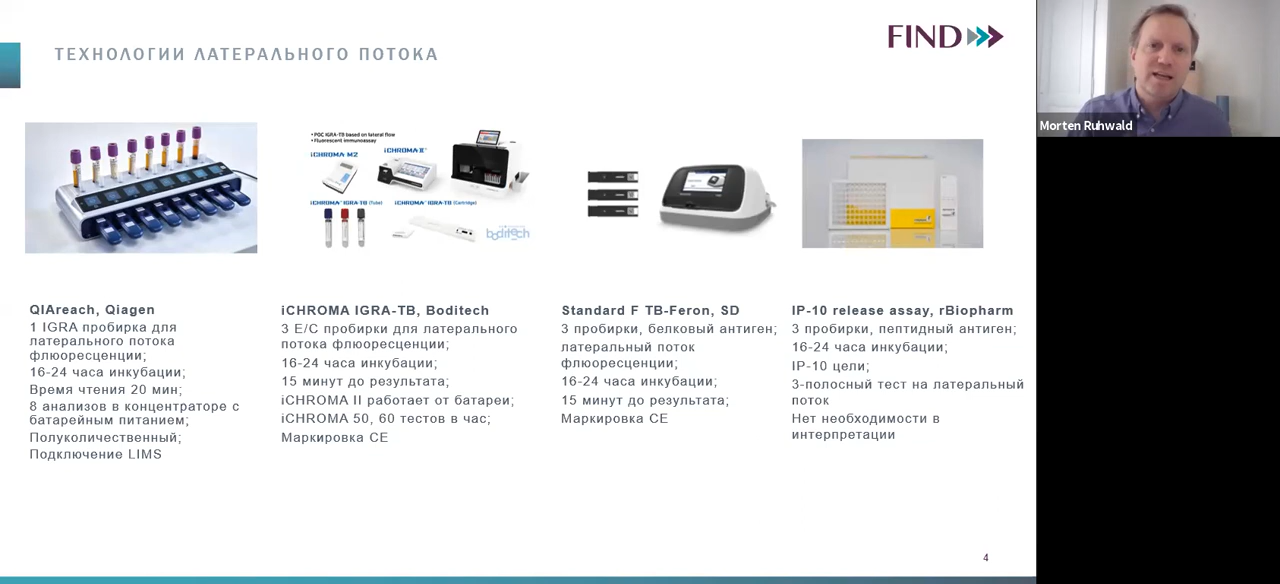 ТЕХНОЛОГИИ ЛАТЕРАЛЬНОГО ПОТОКА
FIND
Morten Ruhwald
• POC IGRA-TB based on lateral flow
• Fluorescent immunoassay
iCHROMA M2
iCHROMA-II
iCHROMA IGRA-TB (Tube)
iCHROMA IGRA-TB (Cartridge)
boditech
QIAreach, Qiagen
1 IGRA пробирка для
латерального потока
флюоресценции;
16-24 часа инкубации;
Время чтения 20 мин;
8 анализов в концентраторе с
батарейным питанием;
Полуколичественный;
Подключение LIMS
iCHROMA IGRA-TB, Boditech
3 Е/С пробирки для латерального
потока флюоресценции;
16-24 часа инкубации;
15 минут до результата;
iCHROMA II работает от батареи;
iCHROMA 50, 60 тестов в час;
Маркировка CE
Standard F TB-Feron, SD
3 пробирки, белковый антиген;
латеральный поток
флюоресценции;
16-24 часа инкубации;
15 минут до результата;
Маркировка CE
IP-10 release assay, rBiopharm
3 пробирки, пептидный антиген;
16-24 часа инкубации;
IP-10 цели;
3-полосный тест на латеральный
поток
Нет необходимости в
интерпретации
4